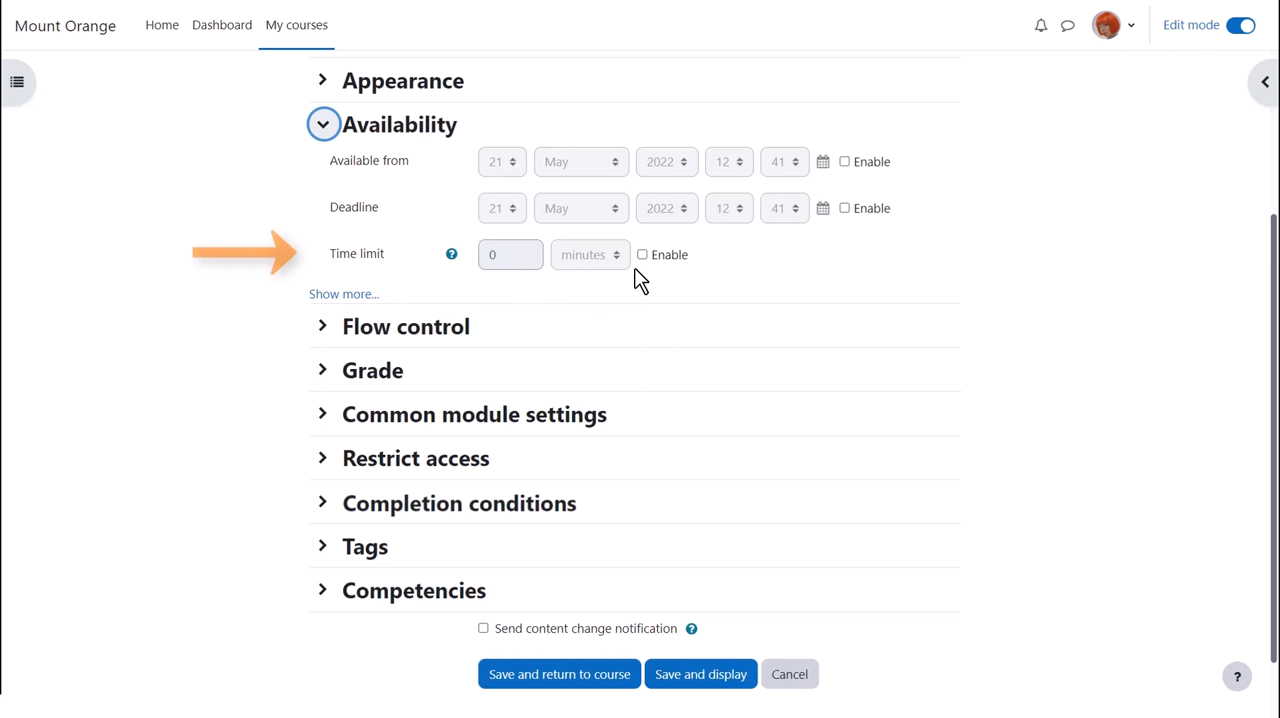 Mount Orange Home Dashboard My courses Edit mode
Appearance
Availability
Available from 21 May 2022 12 41 Enable
Deadline 21 May 2022 12 41 Enable
Time limit ? 0 minutes Enable
Show more...
Flow control
Grade
Common module settings
Restrict access
Completion conditions
Tags
Competencies
Send content change notification ?
Save and return to course Save and display Cancel ?